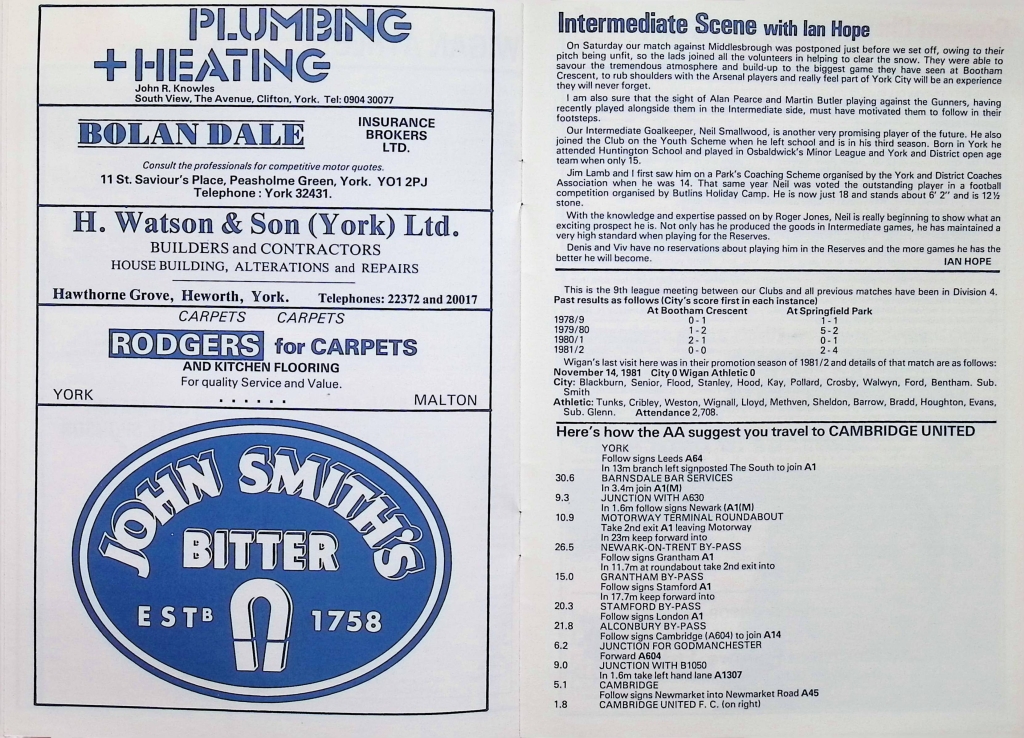 PLUMBING
+HEATING
John R. Knowles
South View, The Avenue, Clifton, York. Tel: 0904 30077
BOLAN DALE
INSURANCE
BROKERS
LTD.
Consult the professionals for competitive motor quotes.
11 St. Saviour's Place, Peasholme Green, York. YO1 2PJ
Telephone : York 32431.
H. Watson & Son (York) Ltd.
BUILDERS and CONTRACTORS
HOUSE BUILDING, ALTERATIONS and REPAIRS
Hawthorne Grove, Heworth, York. Telephones: 22372 and 20017
CARPETS CARPETS
RODGERS for CARPETS
AND KITCHEN FLOORING
For quality Service and Value.
YORK . . . . . . MALTON
JOHN SMITH'S
BITTER
ESTB 1758
Intermediate Scene with Ian Hope
On Saturday our match against Middlesbrough was postponed just before we set off, owing to their
pitch being unfit, so the lads joined all the volunteers in helping to clear the snow. They were able to
savour the tremendous atmosphere and build-up to the biggest game they have seen at Bootham
Crescent, to rub shoulders with the Arsenal players and really feel part of York City will be an experience
they will never forget.
I am also sure that the sight of Alan Pearce and Martin Butler playing against the Gunners, having
recently played alongside them in the Intermediate side, must have motivated them to follow in their
footsteps.
Our Intermediate Goalkeeper, Neil Smallwood, is another very promising player of the future. He also
joined the Club on the Youth Scheme when he left school and is in his third season. Born in York he
attended Huntington School and played in Osbaldwick's Minor League and York and District open age
team when only 15.
Jim Lamb and I first saw him on a Park's Coaching Scheme organised by the York and District Coaches
Association when he was 14. That same year Neil was voted the outstanding player in a football
competition organised by Butlins Holiday Camp. He is now just 18 and stands about 6' 2" and is 12½
stone.
With the knowledge and expertise passed on by Roger Jones, Neil is really beginning to show what an
exciting prospect he is. Not only has he produced the goods in Intermediate games, he has maintained a
very high standard when playing for the Reserves.
Denis and Viv have no reservations about playing him in the Reserves and the more games he has the
better he will become. IAN HOPE
This is the 9th league meeting between our Clubs and all previous matches have been in Division 4.
Past results as follows (City's score first in each instance)
At Bootham Crescent At Springfield Park
1978/9 0 - 1 1 - 1
1979/80 1 - 2 5 - 2
1980/1 2 - 1 0 - 1
1981/2 0 - 0 2 - 4
Wigan's last visit here was in their promotion season of 1981/2 and details of that match are as follows:
November 14, 1981 City 0 Wigan Athletic 0
City: Blackburn, Senior, Flood, Stanley, Hood, Kay, Pollard, Crosby, Walwyn, Ford, Bentham. Sub.
Smith
Athletic: Tunks, Cribley, Weston, Wignall, Lloyd, Methven, Sheldon, Barrow, Bradd, Houghton, Evans,
Sub. Glenn. Attendance 2,708.
Here's how the AA suggest you travel to CAMBRIDGE UNITED
YORK
Follow signs Leeds A64
In 13m branch left signposted The South to join A1
30.6 BARNSDALE BAR SERVICES
In 3.4m join A1(M)
9.3 JUNCTION WITH A630
In 1.6m follow signs Newark (A1(M)
10.9 MOTORWAY TERMINAL ROUNDABOUT
Take 2nd exit A1 leaving Motorway
In 23m keep forward into
26.5 NEWARK-ON-TRENT BY-PASS
Follow signs Grantham A1
In 11.7m at roundabout take 2nd exit into
15.0 GRANTHAM BY-PASS
Follow signs Stamford A1
In 17.7m keep forward into
20.3 STAMFORD BY-PASS
Follow signs London A1
21.8 ALCONBURY BY-PASS
Follow signs Cambridge (A604) to join A14
6.2 JUNCTION FOR GODMANCHESTER
Forward A604
9.0 JUNCTION WITH B1050
In 1.6m take left hand lane A1307
5.1 CAMBRIDGE
Follow signs Newmarket into Newmarket Road A45
1.8 CAMBRIDGE UNITED F. C. (on right)